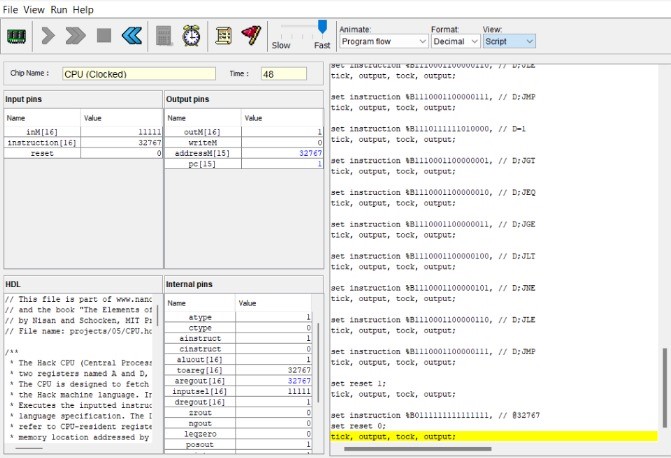 File View Run Help
Slow Fast
Animate:
Program flow
Format:
Decimal
View:
Script
Chip Name : CPU (Clocked) Time : 48
Input pins
Name Value
inM[16] 11111
instruction[16] 32767
reset 0
Output pins
Name Value
outM[16] 1
writeM 0
addressM[15] 32767
pc[15] 1
HDL
// This file is part of www.nand
// and the book "The Elements of
// by Nisan and Schocken, MIT Pr
// File name: projects/05/CPU.hd
/**
* The Hack CPU (Central Process
* two registers named A and D,
* The CPU is designed to fetch
* the Hack machine language. In
* Executes the inputted instruc
* language specification. The D
* refer to CPU-resident registe
* memory location addressed by
Internal pins
Name Value
atype 1
ctype 0
ainstruct 1
cinstruct 0
aluout[16] 1
toareg[16] 32767
aregout[16] 32767
inputsel[16] 11111
dregout[16] 1
zrout 0
ngout 0
leqzero 0
posout 1
set instruction %B1110001100000110, // D;JLE
tick, output, tock, output;
set instruction %B1110001100000111, // D;JMP
tick, output, tock, output;
set instruction %B1110111111010000, // D=1
tick, output, tock, output;
set instruction %B1110001100000001, // D;JGT
tick, output, tock, output;
set instruction %B1110001100000010, // D;JEQ
tick, output, tock, output;
set instruction %B1110001100000011, // D;JGE
tick, output, tock, output;
set instruction %B1110001100000100, // D;JLT
tick, output, tock, output;
set instruction %B1110001100000101, // D;JNE
tick, output, tock, output;
set instruction %B1110001100000110, // D;JLE
tick, output, tock, output;
set instruction %B1110001100000111, // D;JMP
tick, output, tock, output;
set reset 1;
tick, output, tock, output;
set instruction %B0111111111111111, // @32767
set reset 0;
tick, output, tock, output;